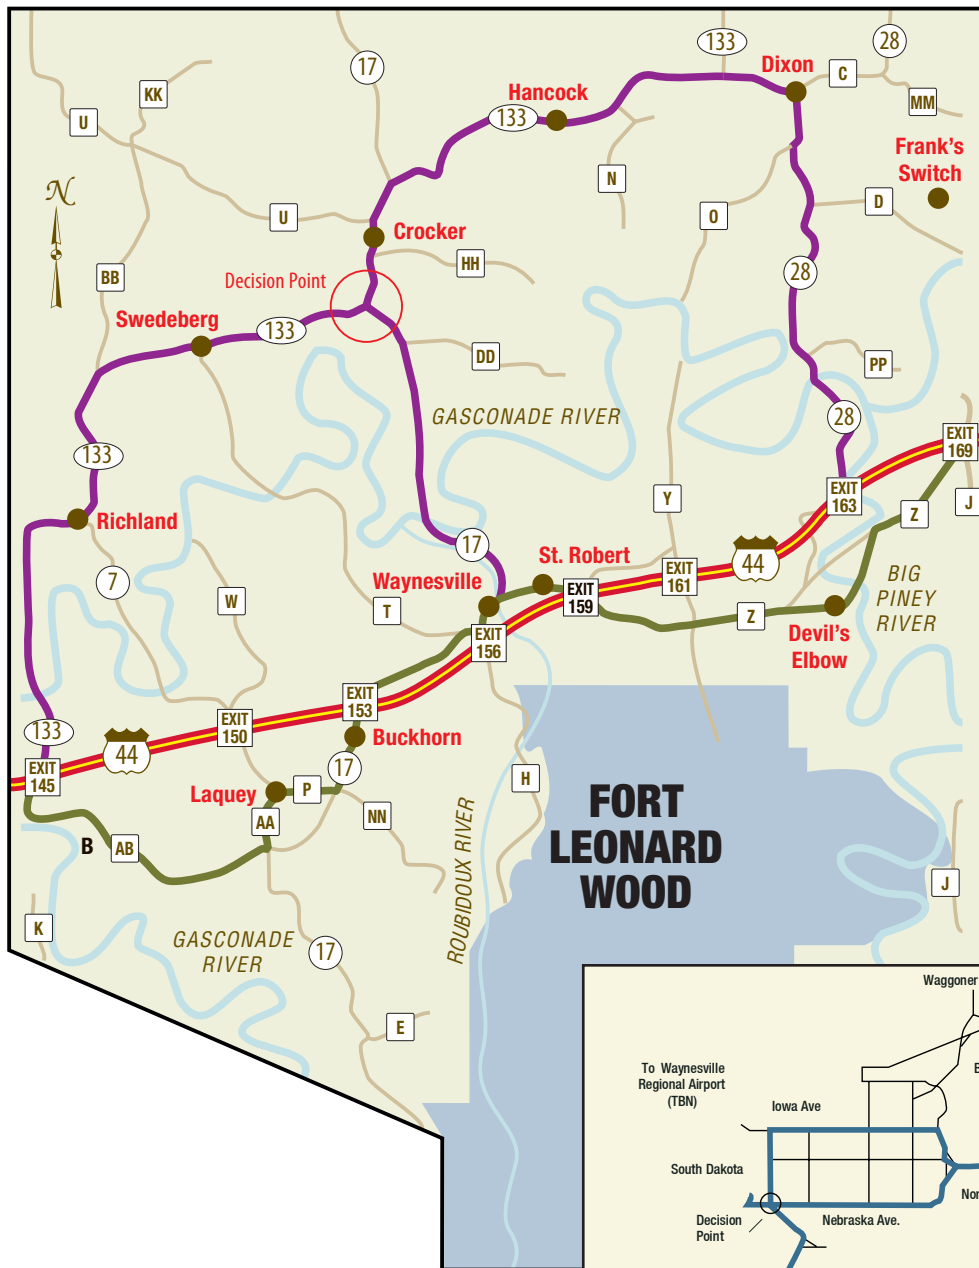 133
28
17
Dixon
C
KK
Hancock
MM
U
133
Frank's
Switch
N
N
D
U
O
Crocker
HH
28
BB
Decision Point
Swedeberg
133
DD
PP
GASCONADE RIVER
28
EXIT
169
133
EXIT
163
Y
J
Richland
Z
17
St. Robert
44
7
Waynesville
EXIT
161
BIG
PINEY
RIVER
W
T
EXIT
159
Z
Devil's
Elbow
EXIT
156
EXIT
153
133
EXIT
150
Buckhorn
44
17
EXIT
145
Laquey
P
H
FORT
LEONARD
WOOD
AA
NN
B
AB
ROUBIDOUX RIVER
J
K
GASCONADE
RIVER
17
E
Waggoner
To Waynesville
Regional Airport
(TBN)
Iowa Ave
South Dakota
Nor
Decision
Point
Nebraska Ave.